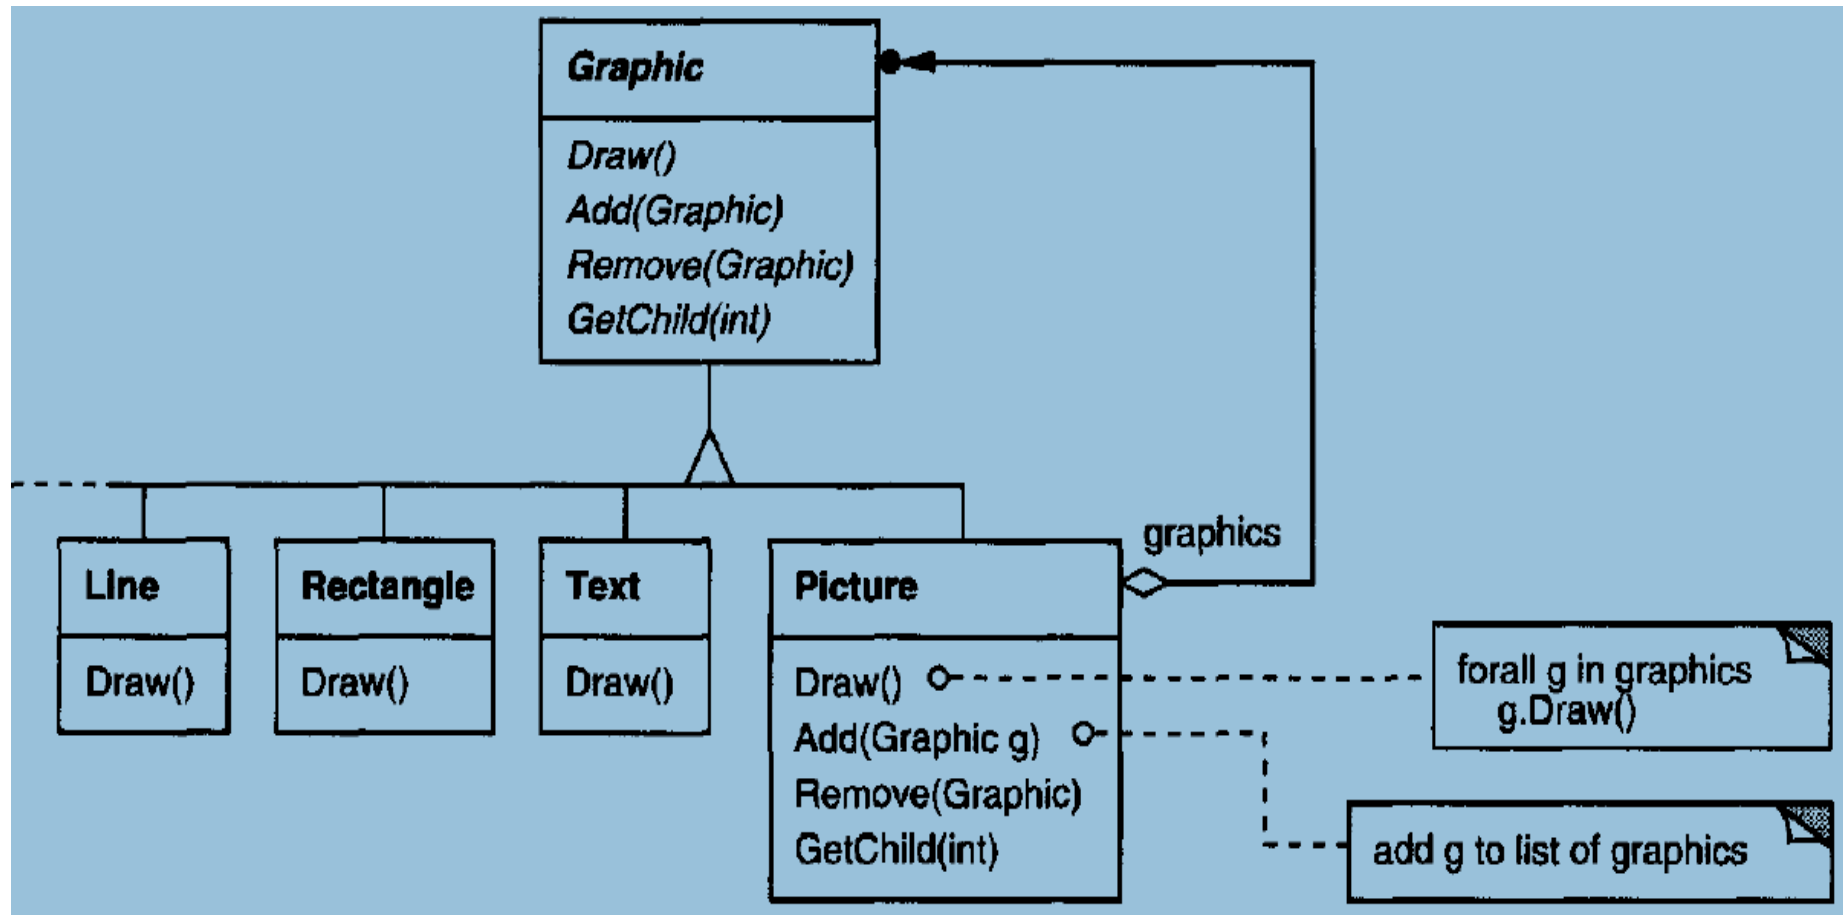 Graphic
Draw()
Add(Graphic)
Remove(Graphic)
GetChild(int)
graphics
Line
Draw()
Rectangle
Draw()
Text
Draw()
Picture
Draw()
Add(Graphic g)
Remove(Graphic)
GetChild(int)
forall g in graphics
g.Draw()
add g to list of graphics